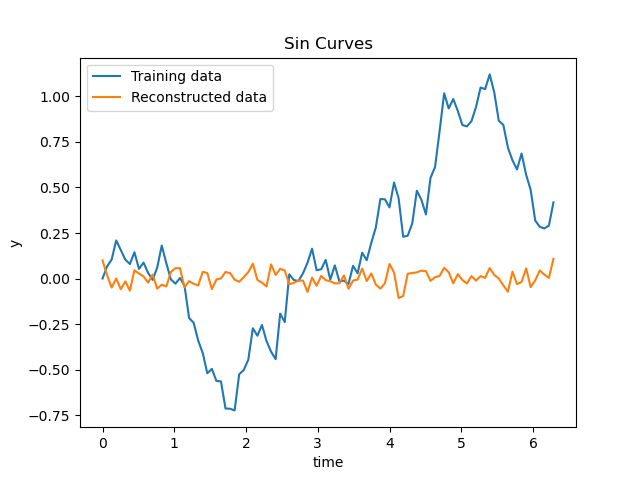 Sin Curves
Training data
Reconstructed data
1.00
0.75
0.50
0.25
0.00
−0.25
−0.50
−0.75
y
0 1 2 3 4 5 6
time